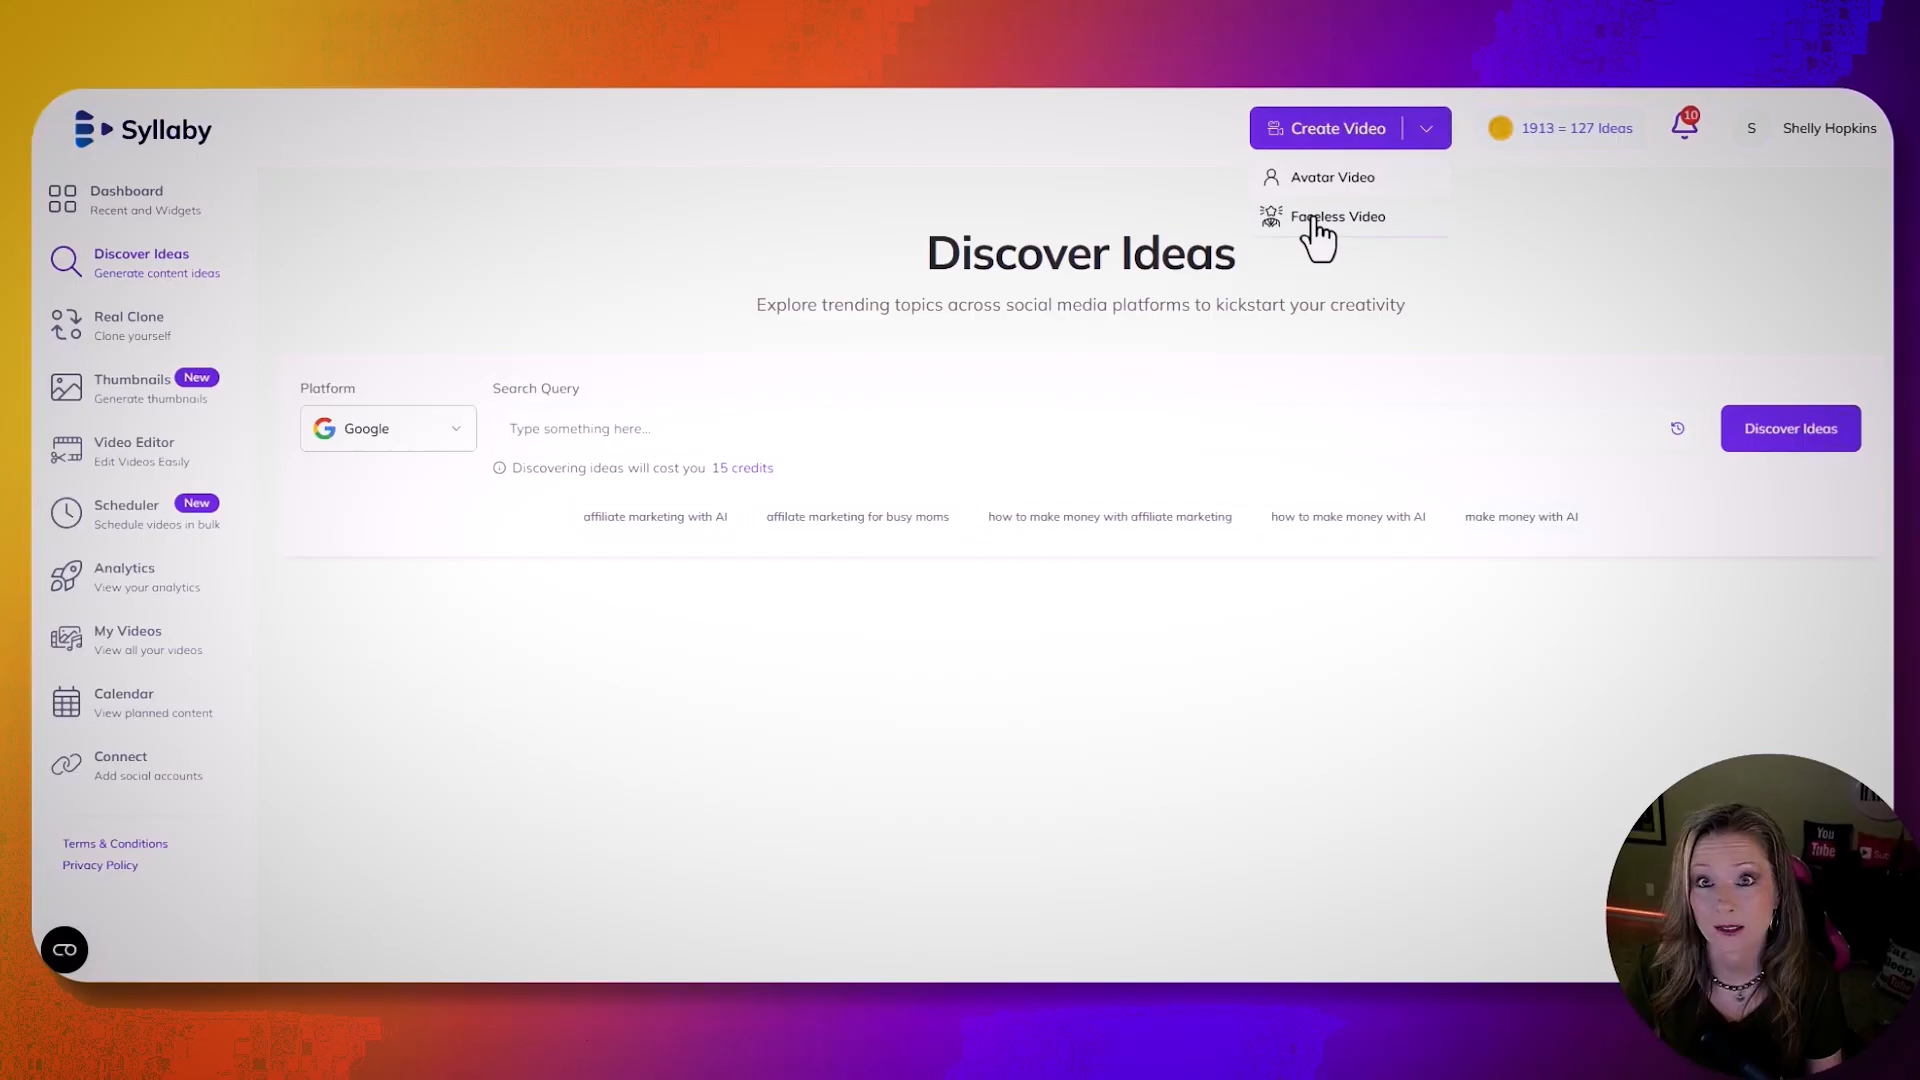 Syllaby
Create Video
1913 = 127 Ideas
10
S
Shelly Hopkins
Avatar Video
Faceless Video
Dashboard
Recent and Widgets
Discover Ideas
Generate content ideas
Real Clone
Clone yourself
Thumbnails New
Generate thumbnails
Video Editor
Edit Videos Easily
Scheduler New
Schedule videos in bulk
Analytics
View your analytics
My Videos
View all your videos
Calendar
View planned content
Connect
Add social accounts
Terms & Conditions
Privacy Policy
Discover Ideas
Explore trending topics across social media platforms to kickstart your creativity
Platform
Search Query
Google
Type something here...
Discover Ideas
Discovering ideas will cost you 15 credits
affiliate marketing with AI
affilate marketing for busy moms
how to make money with affiliate marketing
how to make money with AI
make money with AI
You
Tube
Sub
Eat.
Sleep.